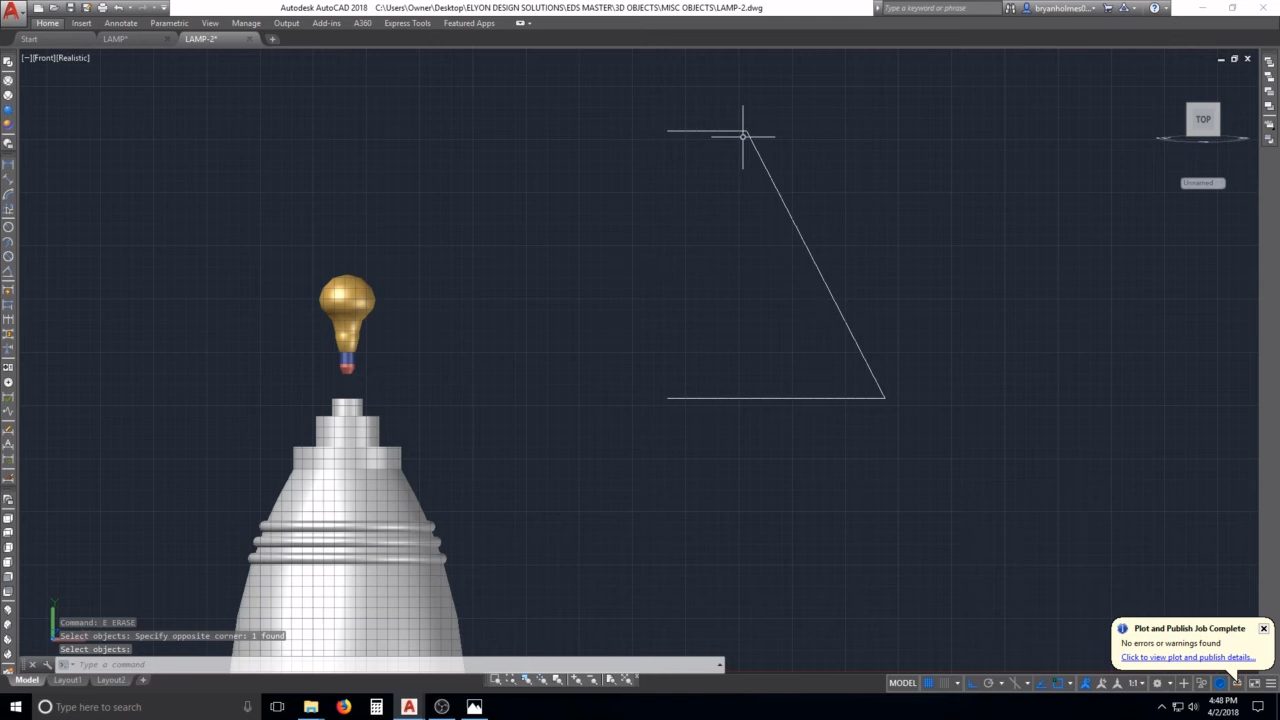 Autodesk AutoCAD 2018 C:\Users\Owner\Desktop\ELYON DESIGN SOLUTIONS\EDS MASTER\3D OBJECTS\MISC OBJECTS\LAMP-2.dwg
Type a keyword or phrase
bryanholmes0...
Home Insert Annotate Parametric View Manage Output Add-ins A360 Express Tools Featured Apps
Start LAMP* LAMP-2*
[−][Front][Realistic]
TOP
Unnamed
Y
Command: E ERASE
Select objects: Specify opposite corner: 1 found
Select objects:
Type a command
Plot and Publish Job Complete
No errors or warnings found
Click to view plot and publish details...
Model Layout1 Layout2
MODEL 1:1
Type here to search
4:48 PM
4/2/2018